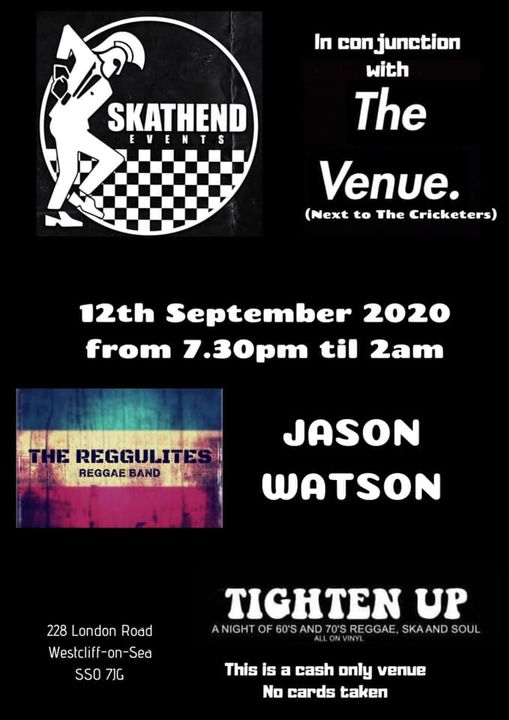 SKATHEND
EVENTS
In conjunction
with
The
Venue.
(Next to The Cricketers)
12th September 2020
from 7.30pm til 2am
THE REGGULITES
REGGAE BAND
JASON
WATSON
TIGHTEN UP
A NIGHT OF 60'S AND 70'S REGGAE, SKA AND SOUL
ALL ON VINYL
228 London Road
Westcliff-on-Sea
SS0 7JG
This is a cash only venue
No cards taken